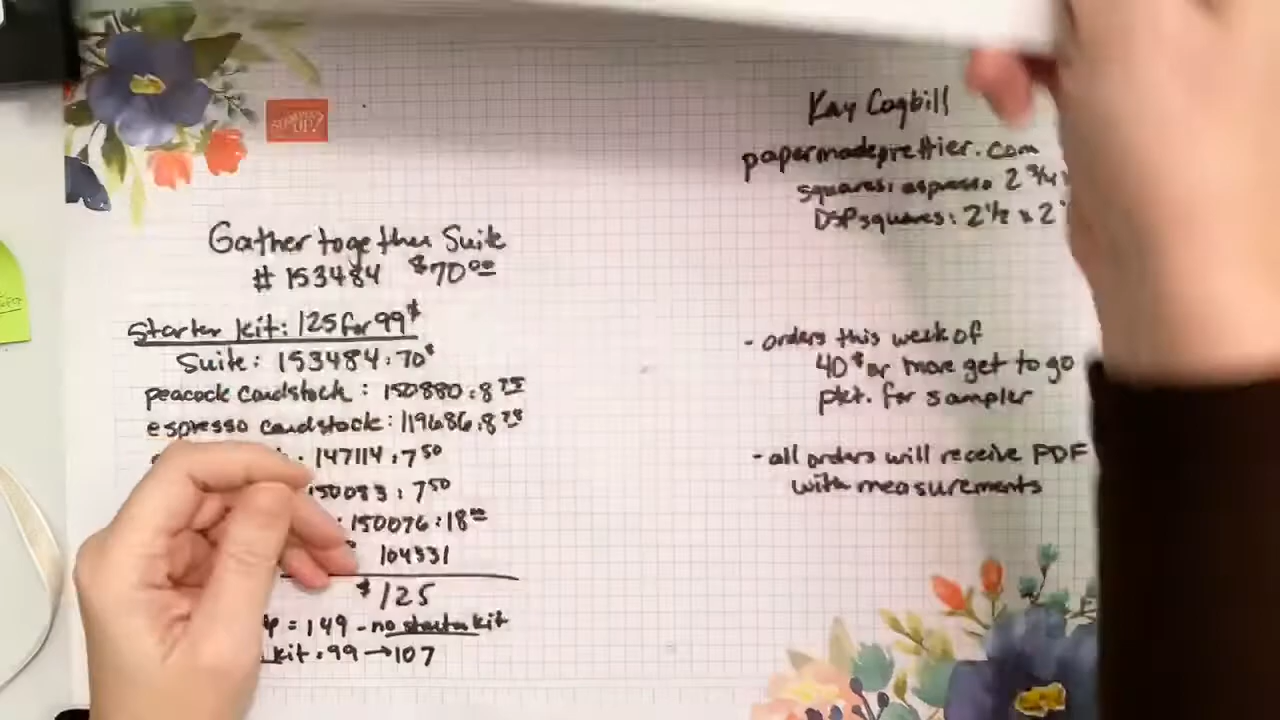 STAMPIN' UP!
Kay Cogbill
papermadeprettier.com
squares: espresso 2 3/4
DSP squares: 2 1/2 x 2
Gather together Suite
# 153484 $70.00
Starter kit: 125 for 99$
Suite: 153484: 70$
peacock cardstock: 150880: 8.75
espresso cardstock: 119686: 8.75
147114: 7.50
150083: 7.50
: 150076: 18.00
104331
$125
= 149 - no starter kit
kit: 99 → 107
- orders this week of
40$ or more get to go
pkt. for sampler
- all orders will receive PDF
with measurements